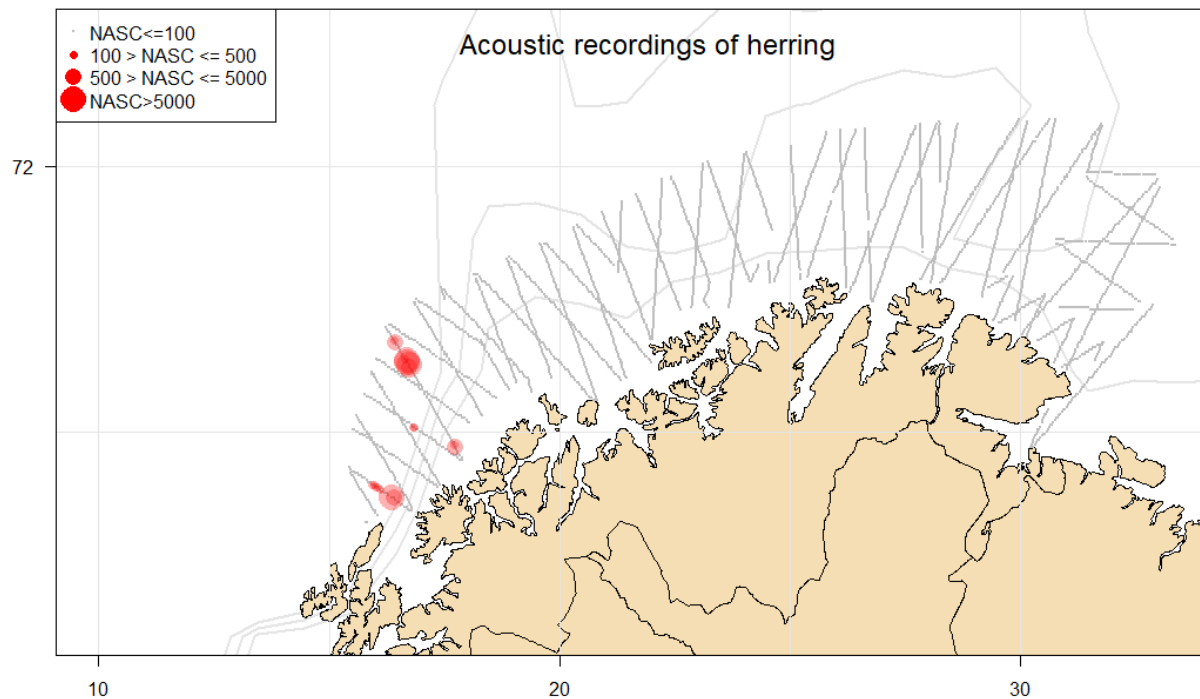 NASC<=100
100 > NASC <= 500
500 > NASC <= 5000
NASC>5000
Acoustic recordings of herring
72
10
20
30